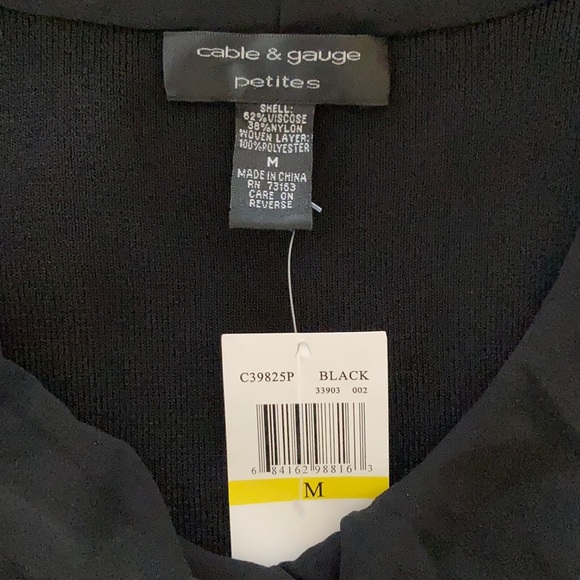 cable & gauge
petites
SHELL:
62%VISCOSE
38%NYLON
WOVEN LAYER:
100%POLYESTER
M
MADE IN CHINA
RN 73153
CARE ON
REVERSE
C39825P BLACK
33903 002
6 84162 98816 3
M